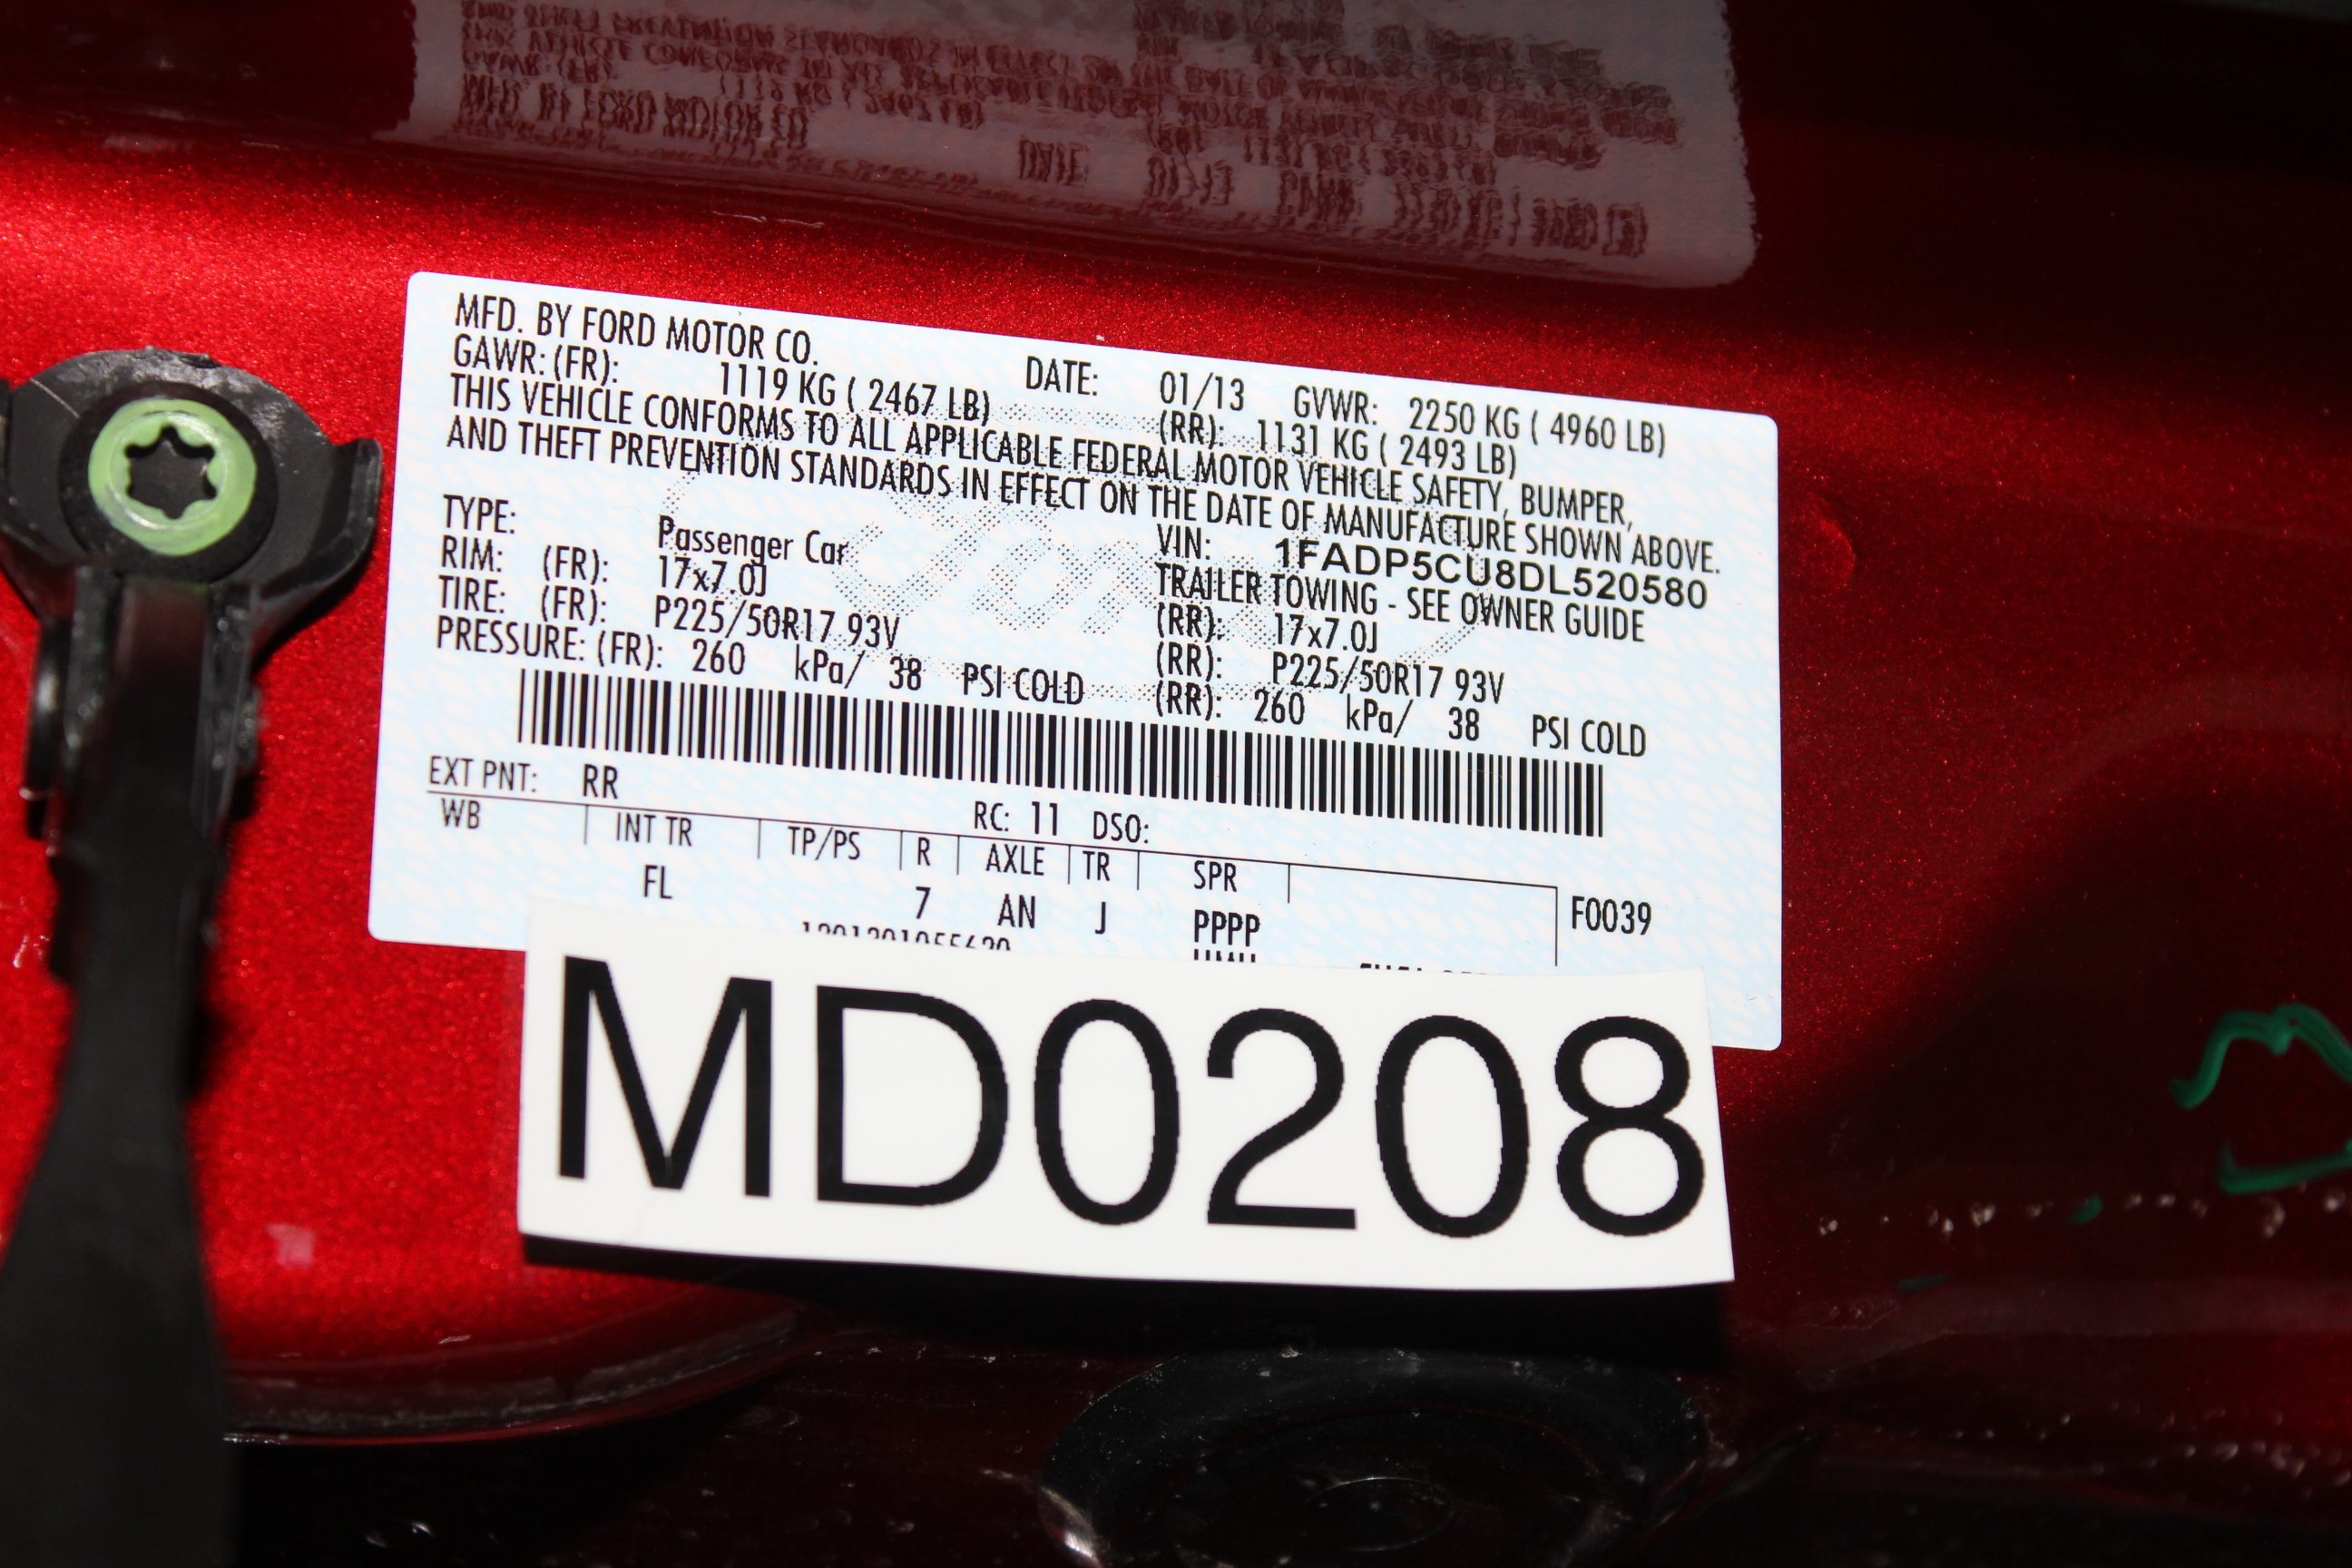 MFD. BY FORD MOTOR CO.
DATE: 01/13 GVWR: 2250 KG ( 4960 LB)
GAWR: (FR): 1119 KG ( 2467 LB) (RR): 1131 KG ( 2493 LB)
THIS VEHICLE CONFORMS TO ALL APPLICABLE FEDERAL MOTOR VEHICLE SAFETY, BUMPER,
AND THEFT PREVENTION STANDARDS IN EFFECT ON THE DATE OF MANUFACTURE SHOWN ABOVE.
VIN: 1FADP5CU8DL520580
TYPE: Passenger Car TRAILER TOWING - SEE OWNER GUIDE
RIM: (FR): 17x7.0J (RR): 17x7.0J
TIRE: (FR): P225/50R17 93V (RR): P225/50R17 93V
PRESSURE: (FR): 260 kPa/ 38 PSI COLD (RR): 260 kPa/ 38 PSI COLD
EXT PNT: RR RC: 11 DSO:
WB INT TR TP/PS R AXLE TR SPR F0039
FL 7 AN J PPPP
MD0208